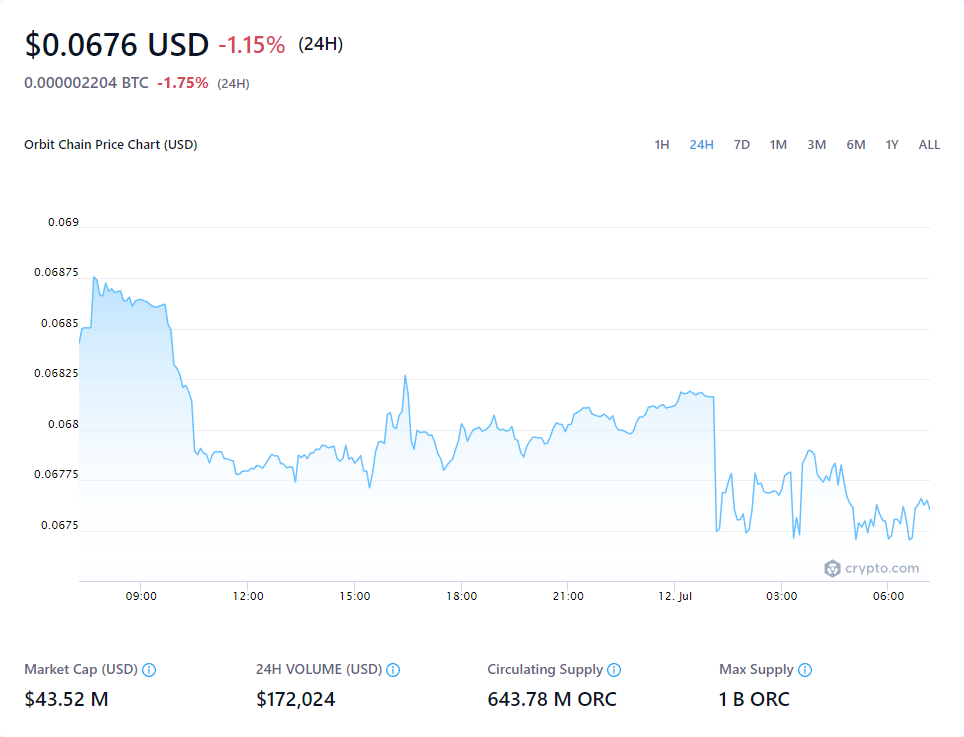 $0.0676 USD -1.15% (24H)
0.000002204 BTC -1.75% (24H)
Orbit Chain Price Chart (USD)
1H 24H 7D 1M 3M 6M 1Y ALL
0.069
0.06875
0.0685
0.06825
0.068
0.06775
0.0675
crypto.com
09:00 12:00 15:00 18:00 21:00 12. Jul 03:00 06:00
Market Cap (USD) 24H VOLUME (USD) Circulating Supply Max Supply
$43.52 M $172,024 643.78 M ORC 1 B ORC